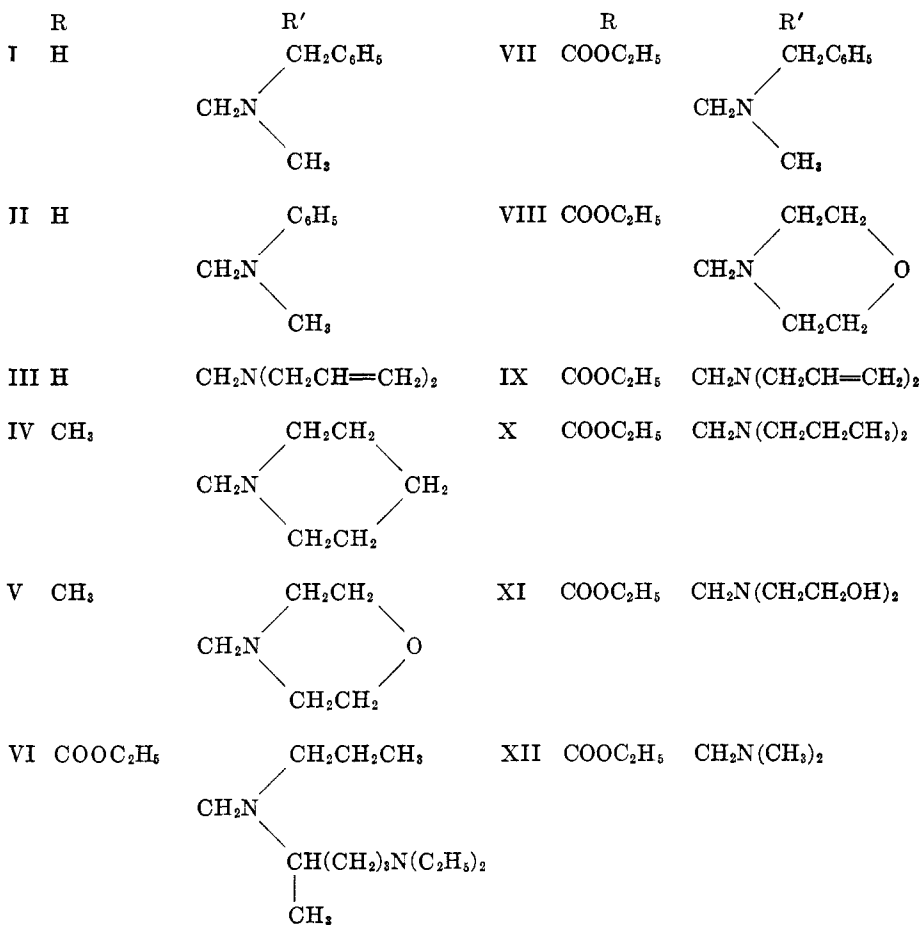 R R′ R R′
I H CH₂C₆H₅ VII COOC₂H₅ CH₂C₆H₅
CH₂N CH₂N
CH₃ CH₃
II H C₆H₅ VIII COOC₂H₅ CH₂CH₂
CH₂N CH₂N O
CH₃ CH₂CH₂
III H CH₂N(CH₂CH=CH₂)₂ IX COOC₂H₅ CH₂N(CH₂CH=CH₂)₂
IV CH₃ CH₂CH₂ X COOC₂H₅ CH₂N(CH₂CH₂CH₃)₂
CH₂N CH₂
CH₂CH₂
V CH₃ CH₂CH₂ XI COOC₂H₅ CH₂N(CH₂CH₂OH)₂
CH₂N O
CH₂CH₂
VI COOC₂H₅ CH₂CH₂CH₃ XII COOC₂H₅ CH₂N(CH₃)₂
CH₂N
CH(CH₂)₃N(C₂H₅)₂
CH₃